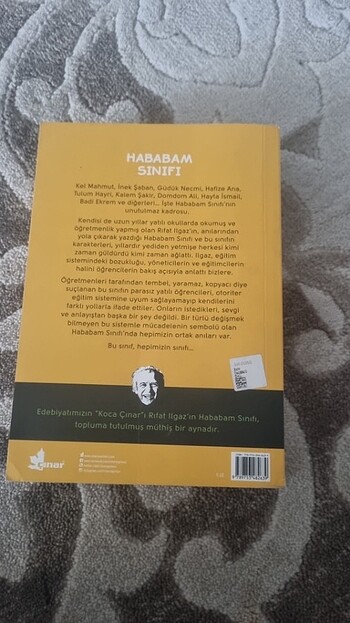 HABABAM
SINIFI
Kel Mahmut, İnek Şaban, Güdük Necmi, Hafize Ana,
Tulum Hayri, Kalem Şakir, Domdom Ali, Hayta İsmail,
Badi Ekrem ve diğerleri... İşte Hababam Sınıfı'nın
unutulmaz kadrosu.
Kendisi de uzun yıllar yatılı okullarda okumuş ve
öğretmenlik yapmış olan Rıfat Ilgaz'ın, anılarından
yola çıkarak yazdığı Hababam Sınıfı ve bu sınıfın
karakterleri, yıllardır yediden yetmişe herkesi kimi
zaman güldürdü kimi zaman ağlattı. Ilgaz, eğitim
sistemindeki bozukluğu, yöneticilerin ve eğitimcilerin
halini öğrencilerin bakış açısıyla anlattı bizlere.
Öğretmenleri tarafından tembel, yaramaz, kopyacı diye
suçlanan bu sınıfın parasız yatılı öğrencileri, otoriter
eğitim sistemine uyum sağlayamayıp kendilerini
farklı yollarla ifade ettiler. Onların istedikleri, sevgi
ve anlayıştan başka bir şey değildi. Bir türlü değişmek
bilmeyen bu sistemle mücadelenin sembolü olan
Hababam Sınıfı'nda hepimizin ortak anıları var.
Bu sınıf, hepimizin sınıfı...
Edebiyatımızın "Koca Çınar"ı Rıfat Ilgaz'ın Hababam Sınıfı,
topluma tutulmuş müthiş bir aynadır.
çınar